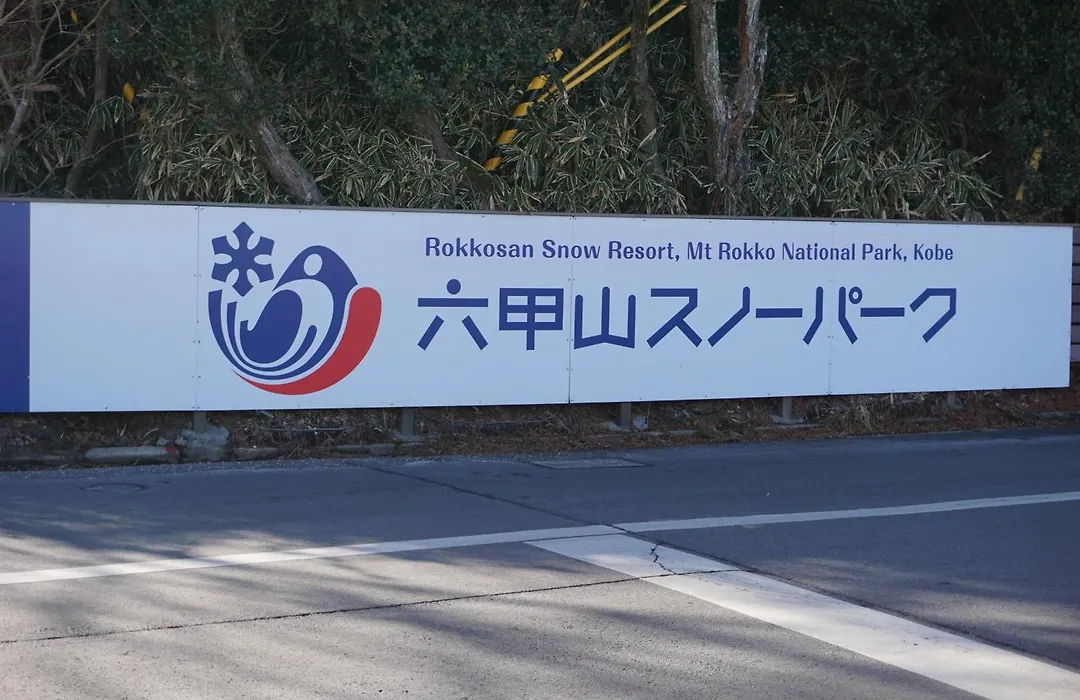 Rokkosan Snow Resort, Mt Rokko National Park, Kobe
六甲山スノーパーク